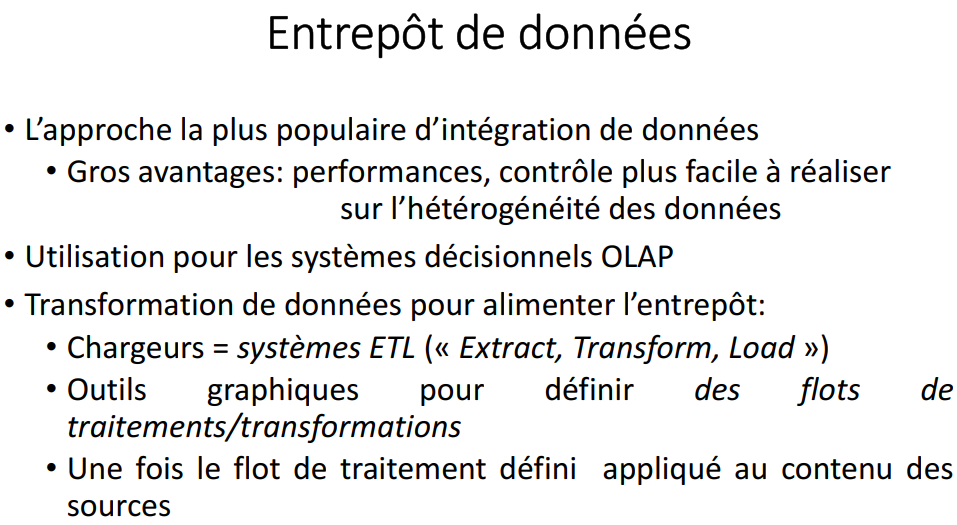 Entrepôt de données
• L’approche la plus populaire d’intégration de données
• Gros avantages: performances, contrôle plus facile à réaliser
sur l’hétérogénéité des données
• Utilisation pour les systèmes décisionnels OLAP
• Transformation de données pour alimenter l’entrepôt:
• Chargeurs = systèmes ETL (« Extract, Transform, Load »)
• Outils graphiques pour définir des flots de
traitements/transformations
• Une fois le flot de traitement défini appliqué au contenu des
sources